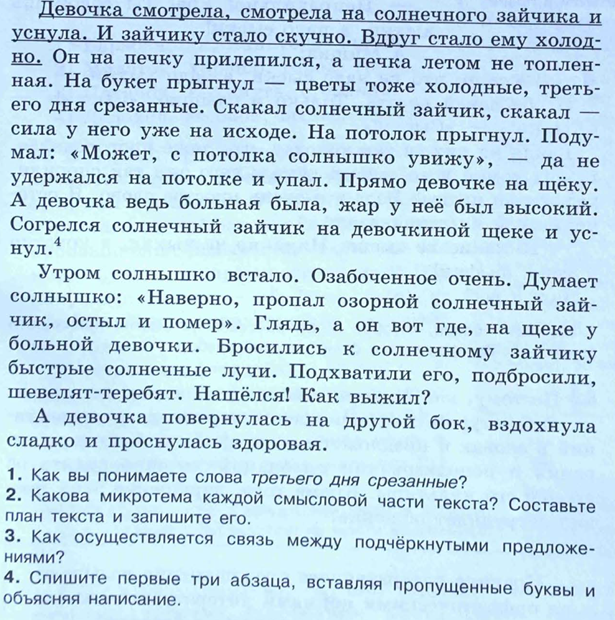 Девочка смотрела, смотрела на солнечного зайчика и
уснула. И зайчику стало скучно. Вдруг стало ему холод-
но. Он на печку прилепился, а печка летом не топлен-
ная. На букет прыгнул — цветы тоже холодные, треть-
его дня срезанные. Скакал солнечный зайчик, скакал —
сила у него уже на исходе. На потолок прыгнул. Поду-
мал: «Может, с потолка солнышко увижу», — да не
удержался на потолке и упал. Прямо девочке на щёку.
А девочка ведь больная была, жар у неё был высокий.
Согрелся солнечный зайчик на девочкиной щеке и ус-
нул.⁴
Утром солнышко встало. Озабоченное очень. Думает
солнышко: «Наверно, пропал озорной солнечный зай-
чик, остыл и помер». Глядь, а он вот где, на щеке у
больной девочки. Бросились к солнечному зайчику
быстрые солнечные лучи. Подхватили его, подбросили,
шевелят-теребят. Нашёлся! Как выжил?
А девочка повернулась на другой бок, вздохнула
сладко и проснулась здоровая.
1. Как вы понимаете слова третьего дня срезанные?
2. Какова микротема каждой смысловой части текста? Составьте
план текста и запишите его.
3. Как осуществляется связь между подчёркнутыми предложе-
ниями?
4. Спишите первые три абзаца, вставляя пропущенные буквы и
объясняя написание.